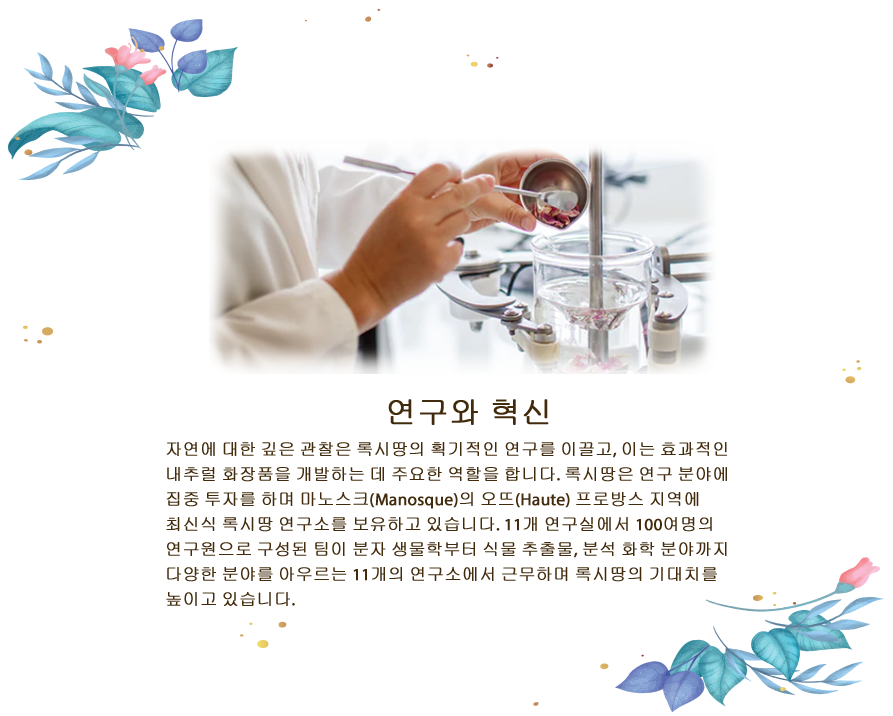 연구와 혁신
자연에 대한 깊은 관찰은 록시땅의 획기적인 연구를 이끌고, 이는 효과적인
내추럴 화장품을 개발하는 데 주요한 역할을 합니다. 록시땅은 연구 분야에
집중 투자를 하며 마노스크(Manosque)의 오뜨(Haute) 프로방스 지역에
최신식 록시땅 연구소를 보유하고 있습니다. 11개 연구실에서 100여명의
연구원으로 구성된 팀이 분자 생물학부터 식물 추출물, 분석 화학 분야까지
다양한 분야를 아우르는 11개의 연구소에서 근무하며 록시땅의 기대치를
높이고 있습니다.